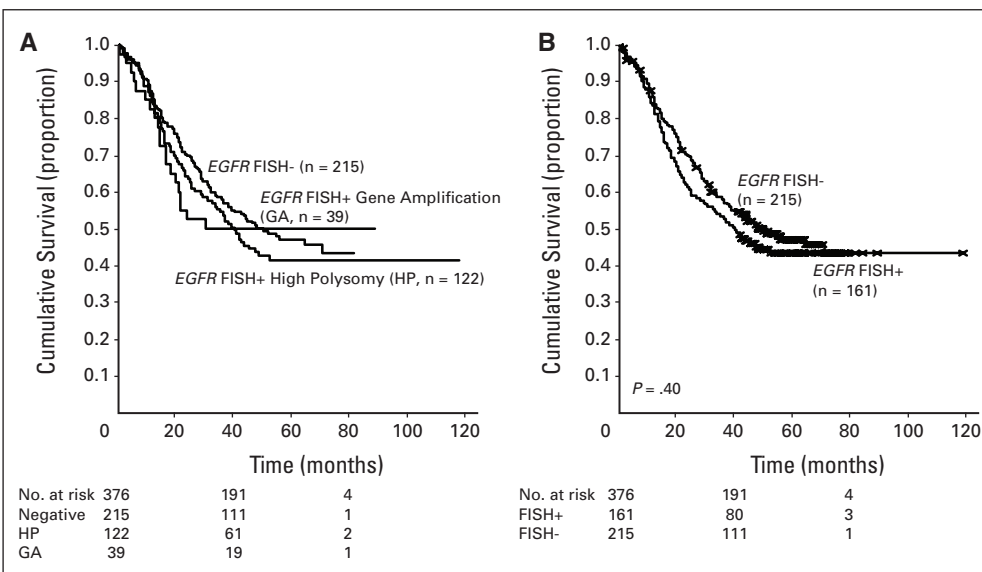 A
Cumulative Survival (proportion)
1.0
0.9
0.8
0.7
0.6
0.5
0.4
0.3
0.2
0.1
EGFR FISH- (n = 215)
EGFR FISH+ Gene Amplification
(GA, n = 39)
EGFR FISH+ High Polysomy (HP, n = 122)
0 20 40 60 80 100 120
Time (months)
No. at risk 376 191 4
Negative 215 111 1
HP 122 61 2
GA 39 19 1
B
Cumulative Survival (proportion)
1.0
0.9
0.8
0.7
0.6
0.5
0.4
0.3
0.2
0.1
EGFR FISH-
(n = 215)
EGFR FISH+
(n = 161)
P = .40
0 20 40 60 80 100 120
Time (months)
No. at risk 376 191 4
FISH+ 161 80 3
FISH- 215 111 1